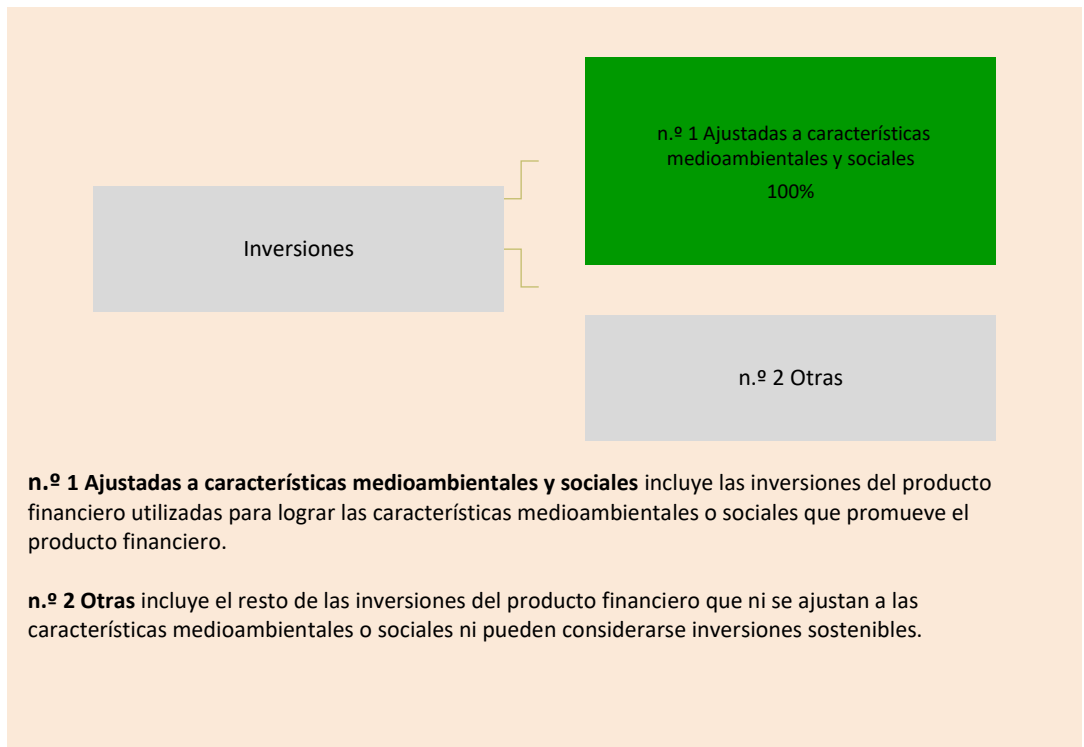 n.º 1 Ajustadas a características
medioambientales y sociales
100%
Inversiones
n.º 2 Otras
n.º 1 Ajustadas a características medioambientales y sociales incluye las inversiones del producto
financiero utilizadas para lograr las características medioambientales o sociales que promueve el
producto financiero.
n.º 2 Otras incluye el resto de las inversiones del producto financiero que ni se ajustan a las
características medioambientales o sociales ni pueden considerarse inversiones sostenibles.